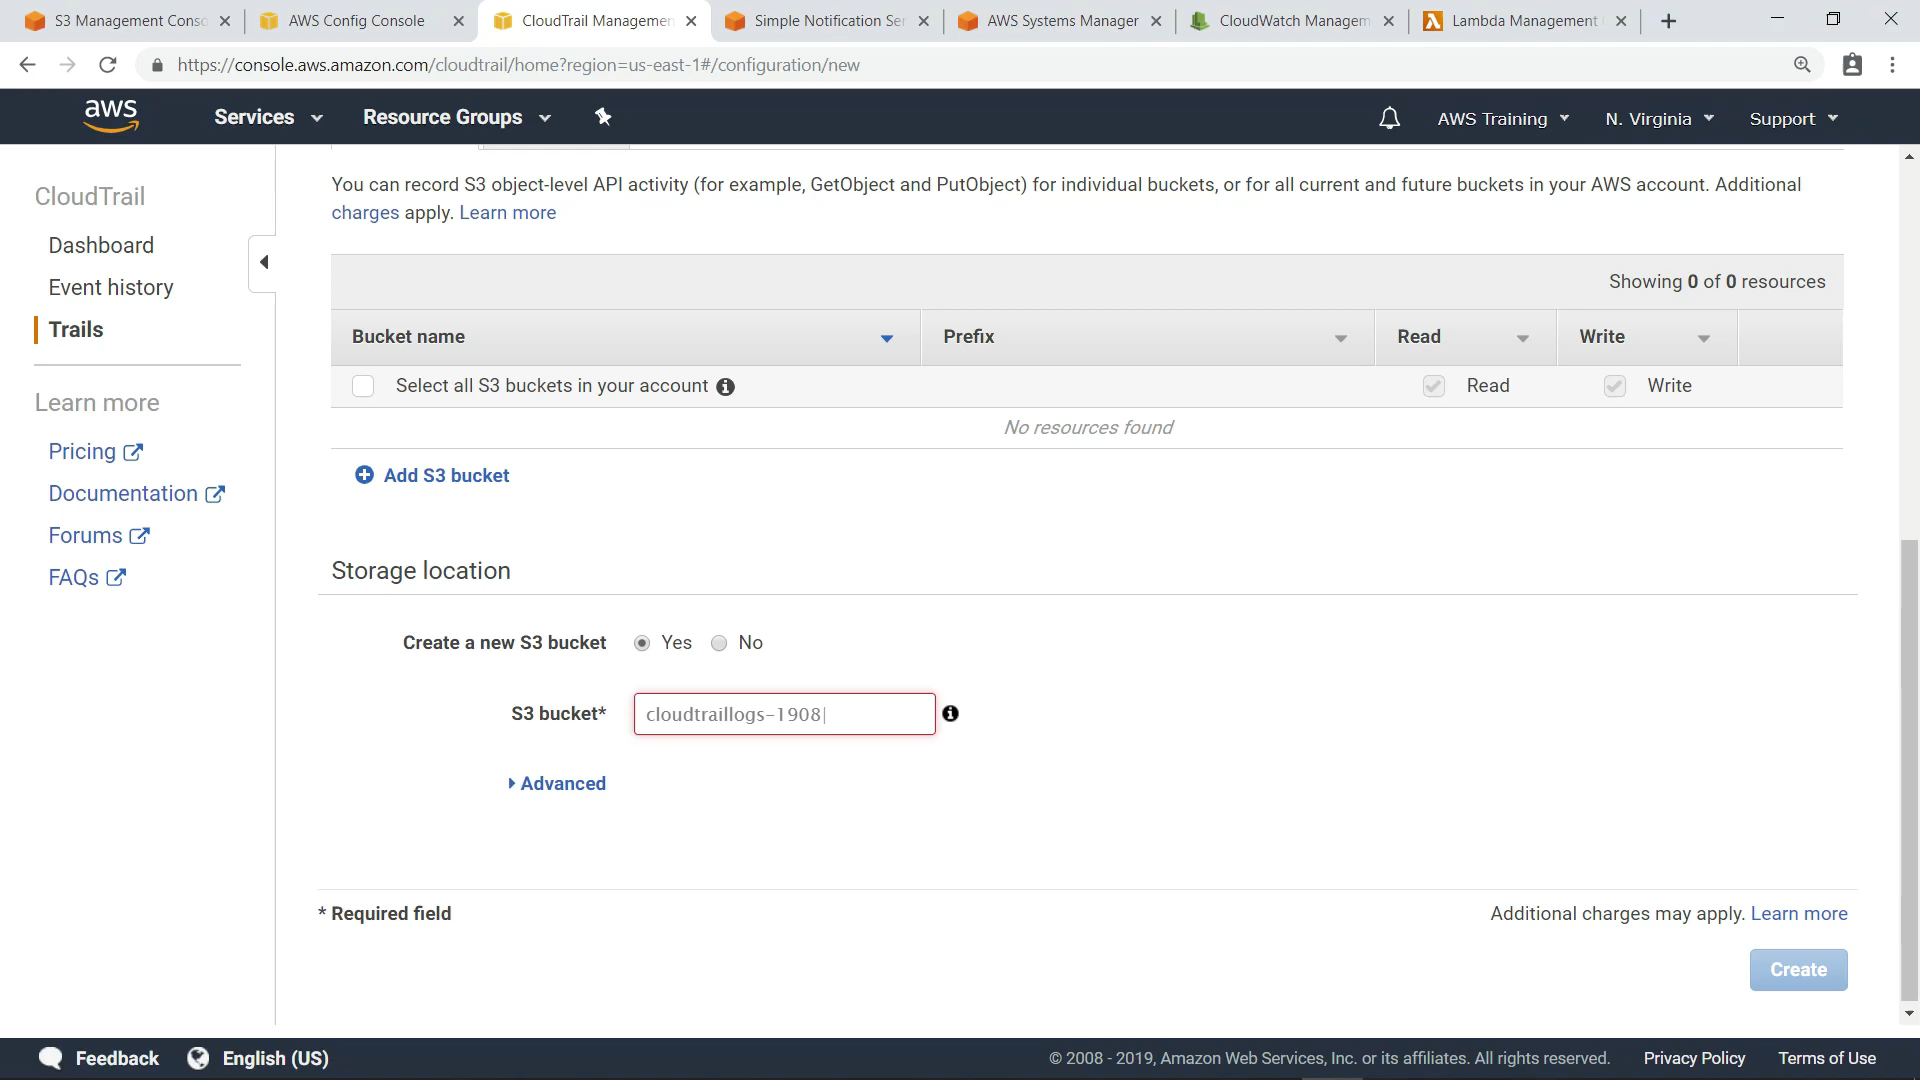 S3 Management Conso
AWS Config Console
CloudTrail Managemen
Simple Notification Ser
AWS Systems Manager
CloudWatch Managem
Lambda Management
https://console.aws.amazon.com/cloudtrail/home?region=us-east-1#/configuration/new
aws
Services
Resource Groups
AWS Training
N. Virginia
Support
CloudTrail
Dashboard
Event history
Trails
Learn more
Pricing
Documentation
Forums
FAQs
You can record S3 object-level API activity (for example, GetObject and PutObject) for individual buckets, or for all current and future buckets in your AWS account. Additional
charges apply. Learn more
Showing 0 of 0 resources
Bucket name
Prefix
Read
Write
Select all S3 buckets in your account
Read
Write
No resources found
Add S3 bucket
Storage location
Create a new S3 bucket
Yes
No
S3 bucket*
cloudtraillogs-1908
Advanced
* Required field
Additional charges may apply. Learn more
Create
Feedback
English (US)
© 2008 - 2019, Amazon Web Services, Inc. or its affiliates. All rights reserved.
Privacy Policy
Terms of Use